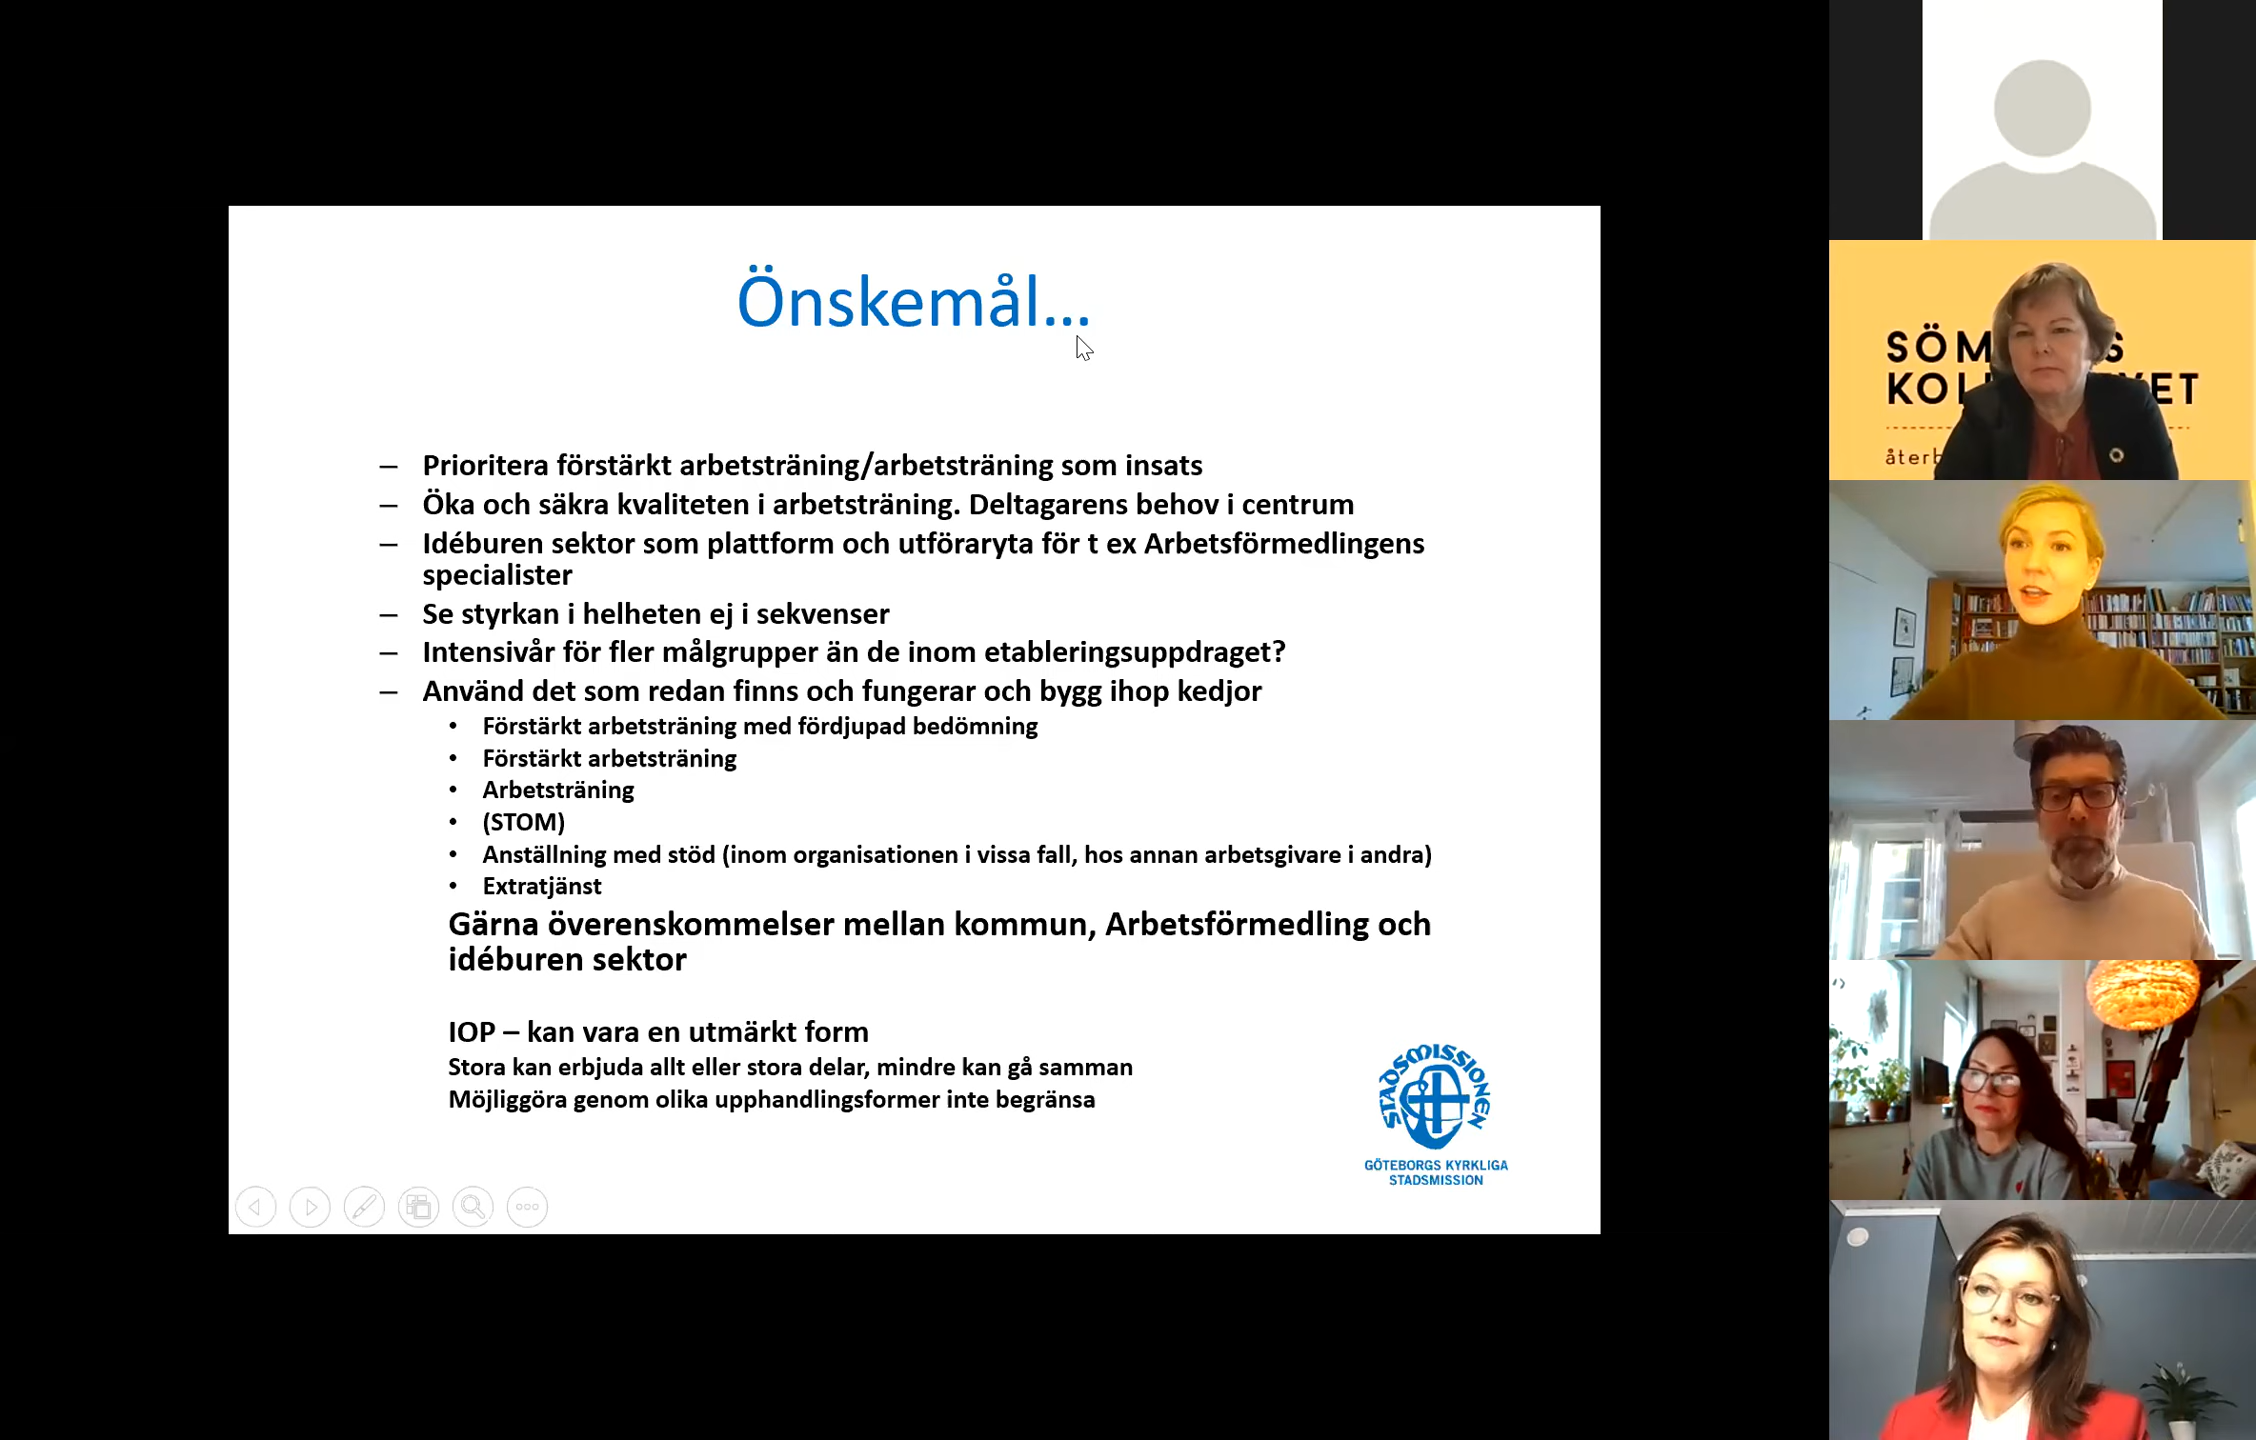 Önskemål...
– Prioritera förstärkt arbetsträning/arbetsträning som insats
– Öka och säkra kvaliteten i arbetsträning. Deltagarens behov i centrum
– Idéburen sektor som plattform och utföraryta för t ex Arbetsförmedlingens
specialister
– Se styrkan i helheten ej i sekvenser
– Intensivår för fler målgrupper än de inom etableringsuppdraget?
– Använd det som redan finns och fungerar och bygg ihop kedjor
• Förstärkt arbetsträning med fördjupad bedömning
• Förstärkt arbetsträning
• Arbetsträning
• (STOM)
• Anställning med stöd (inom organisationen i vissa fall, hos annan arbetsgivare i andra)
• Extratjänst
Gärna överenskommelser mellan kommun, Arbetsförmedling och
idéburen sektor
IOP – kan vara en utmärkt form
Stora kan erbjuda allt eller stora delar, mindre kan gå samman
Möjliggöra genom olika upphandlingsformer inte begränsa
STADSMISSIONEN
GÖTEBORGS KYRKLIGA
STADSMISSION